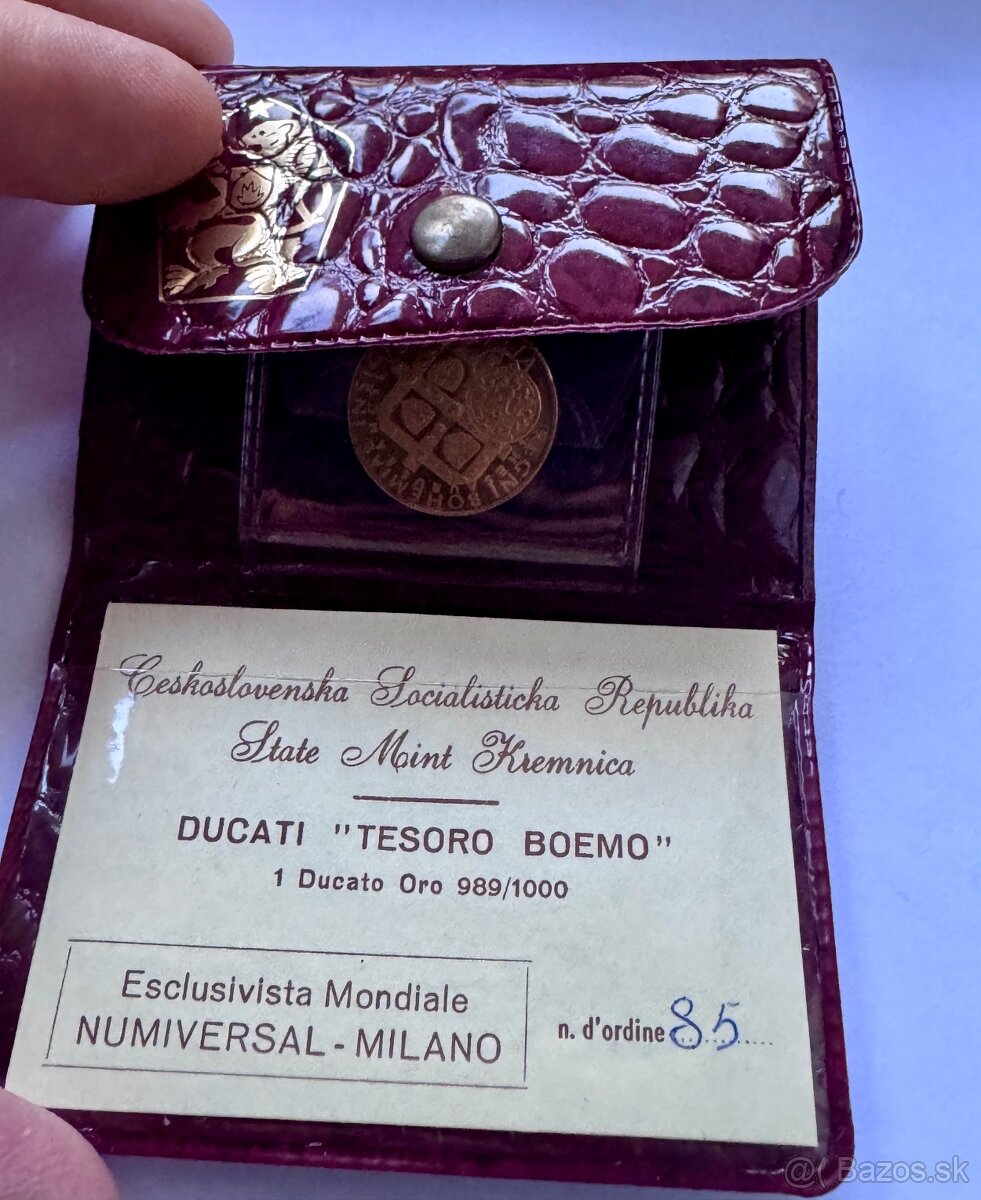 Ceskoslovenska Socialisticka Republika
State Mint Kremnica
DUCATI "TESORO BOEMO"
1 Ducato Oro 989/1000
Esclusivista Mondiale
NUMIVERSAL - MILANO
n. d'ordine 85
Bazos.sk